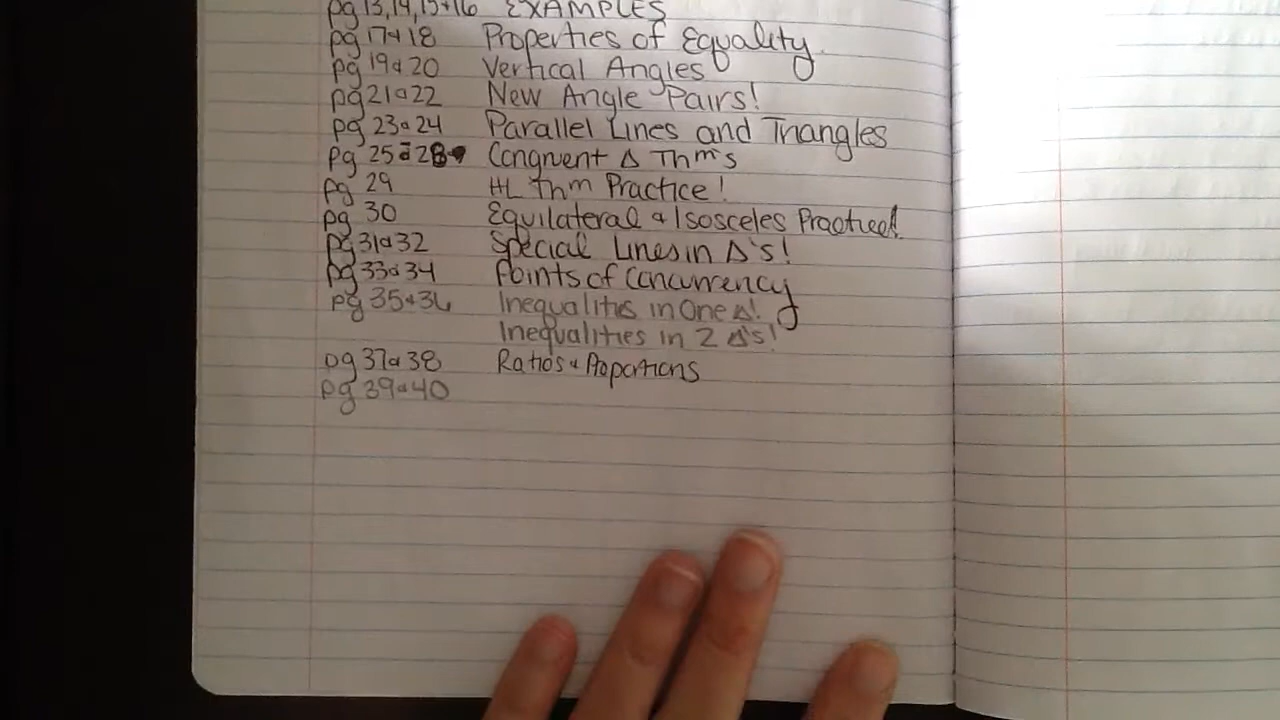 pg 13,14,15+16 EXAMPLES
pg 17+18 Properties of Equality.
pg 19+20 Vertical Angles
pg 21+22 New Angle Pairs!
pg 23+24 Parallel Lines and Triangles
pg 25-28 Congruent Δ Thm's
pg 29 HL Thm Practice!
pg 30 Equilateral + Isosceles Practice!
pg 31+32 Special Lines in Δ's!
pg 33+34 Points of Concurrency
pg 35+36 Inequalities in One Δ!
Inequalities in 2 Δ's!
pg 37+38 Ratios + Proportions
pg 39+40